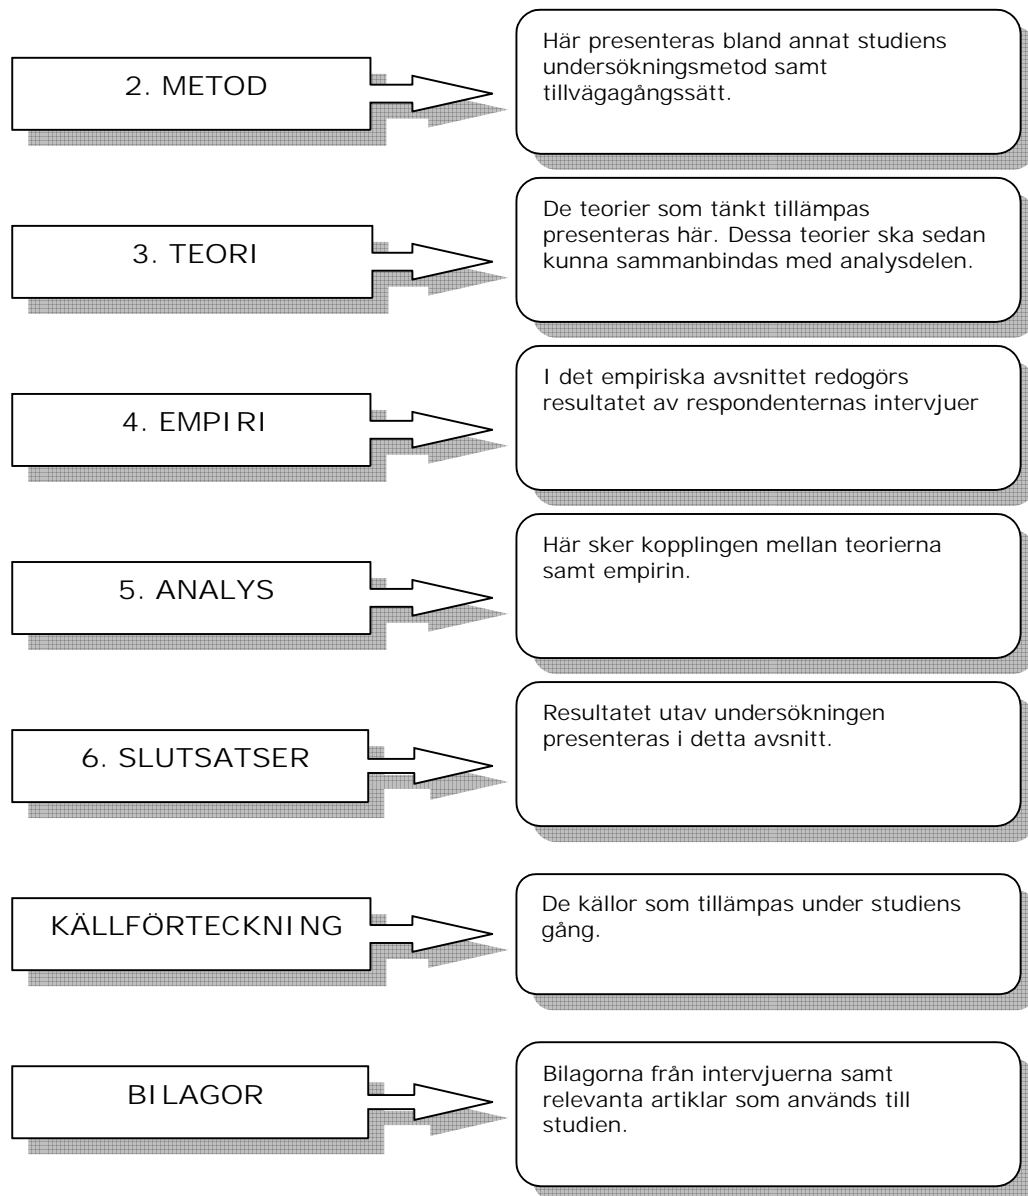 2. METOD
Här presenteras bland annat studiens
undersökningsmetod samt
tillvägagångssätt.
3. TEORI
De teorier som tänkt tillämpas
presenteras här. Dessa teorier ska sedan
kunna sammanbindas med analysdelen.
4. EMPIRI
I det empiriska avsnittet redogörs
resultatet av respondenternas intervjuer
5. ANALYS
Här sker kopplingen mellan teorierna
samt empirin.
6. SLUTSATSER
Resultatet utav undersökningen
presenteras i detta avsnitt.
KÄLLFÖRTECKNING
De källor som tillämpas under studiens
gång.
BILAGOR
Bilagorna från intervjuerna samt
relevanta artiklar som används till
studien.